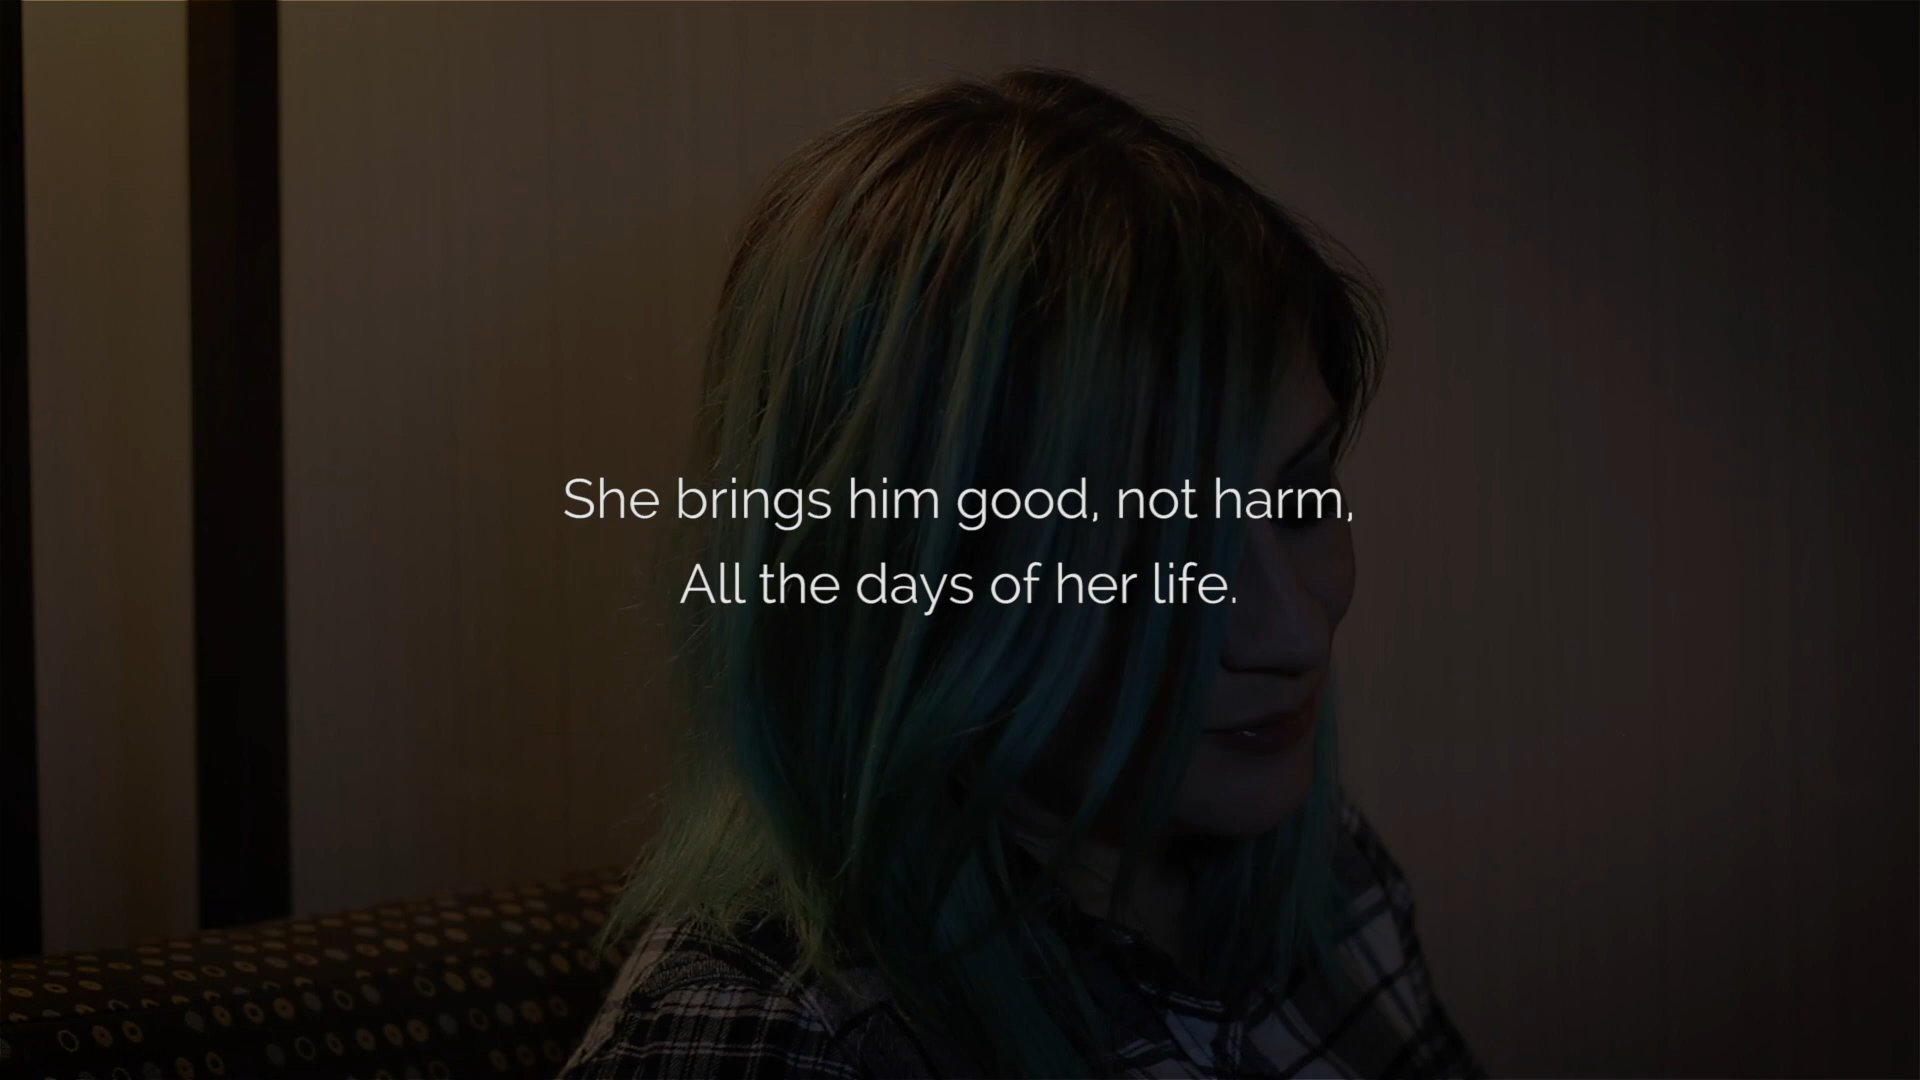 She brings him good, not harm,
All the days of her life.